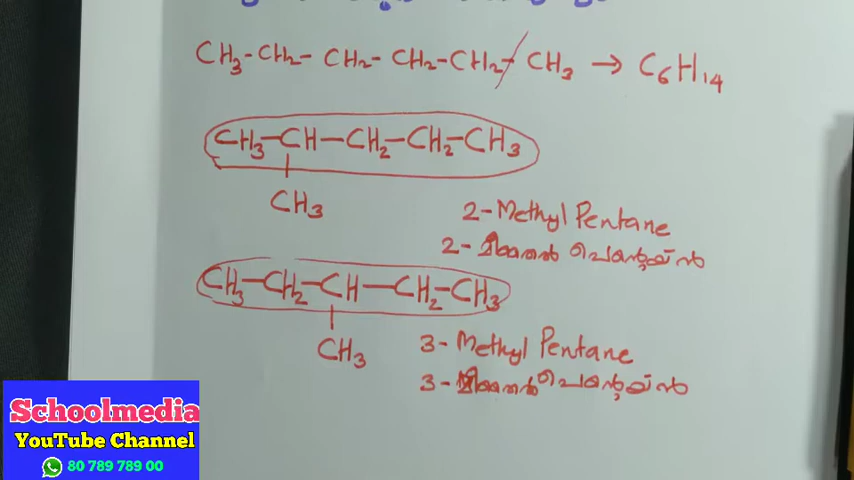 CH3-CH2-CH2-CH2-CH2-CH3 → C6H14
CH3-CH-CH2-CH2-CH3
CH3
2-Methyl Pentane
2-മീഥൈൽ പെന്റെയ്ൻ
CH3-CH2-CH-CH2-CH3
CH3
3-Methyl Pentane
3-മീഥൈൽ പെന്റെയ്ൻ
Schoolmedia
YouTube Channel
80 789 789 00